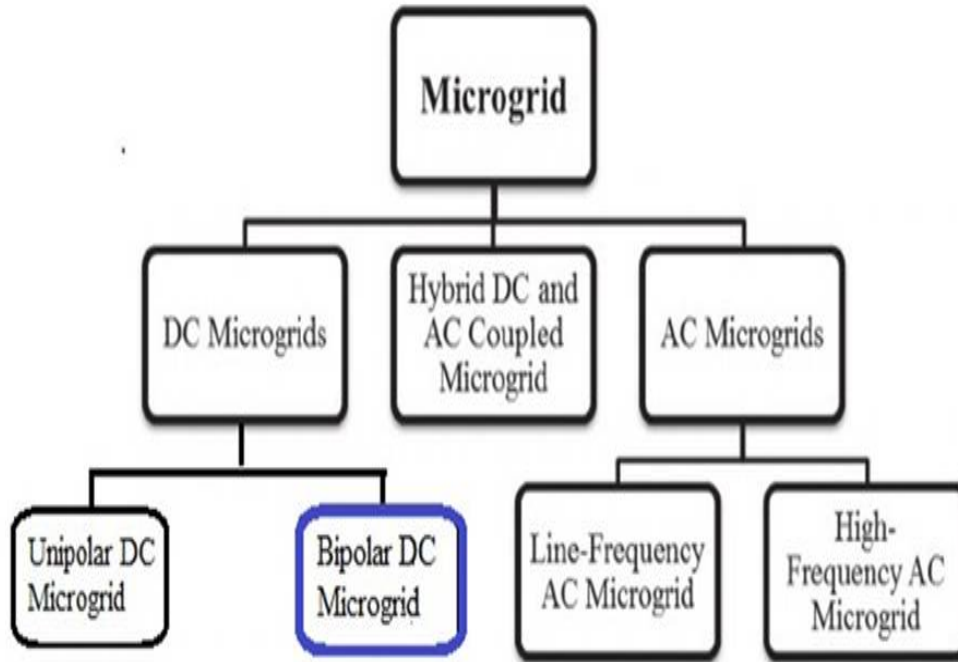 Microgrid
DC Microgrids
Hybrid DC and
AC Coupled
Microgrid
AC Microgrids
Unipolar DC
Microgrid
Bipolar DC
Microgrid
Line-Frequency
AC Microgrid
High-
Frequency AC
Microgrid